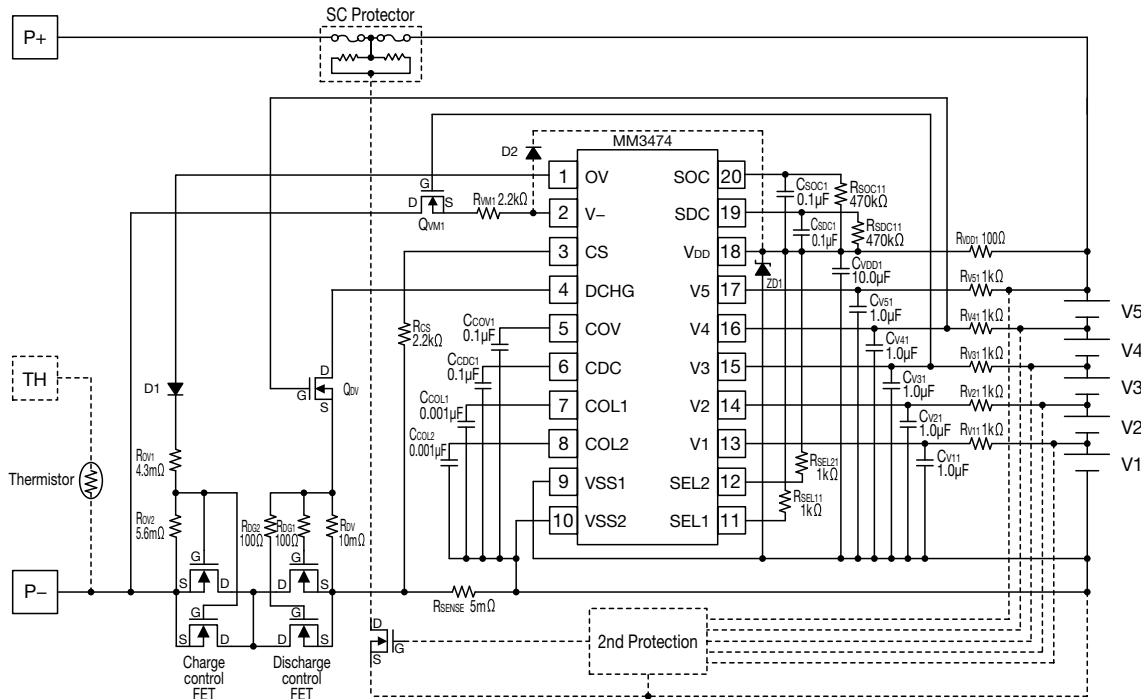 SC Protector
P+
MM3474
D2
1 OV SOC 20
2 V− SDC 19
3 CS VDD 18
4 DCHG V5 17
5 COV V4 16
6 CDC V3 15
7 COL1 V2 14
8 COL2 V1 13
9 VSS1 SEL2 12
10 VSS2 SEL1 11
G
D S
QVM1
RVM1 2.2kΩ
CSOC1
0.1μF
RSOC11
470kΩ
CSDC1
0.1μF
RSDC11
470kΩ
RVDD1 100Ω
ZD1
CVDD1
10.0μF
RV51 1kΩ
CV51
1.0μF
RV41 1kΩ
CV41
1.0μF
RV31 1kΩ
CV31
1.0μF
RV21 1kΩ
CV21
1.0μF
RV11 1kΩ
CV11
1.0μF
V5
V4
V3
V2
V1
RSEL21
1kΩ
RSEL11
1kΩ
RCS
2.2kΩ
CCOV1
0.1μF
CCDC1
0.1μF
CCOL1
0.001μF
CCOL2
0.001μF
TH
Thermistor
D1
D
G
S
QDV
ROV1
4.3mΩ
ROV2
5.6mΩ
RDG2
100Ω
RDG1
100Ω
RDV
10mΩ
P−
G
S D
G
D S
G
S D
G
D S
Charge
control
FET
Discharge
control
FET
RSENSE 5mΩ
D
G
S
2nd Protection